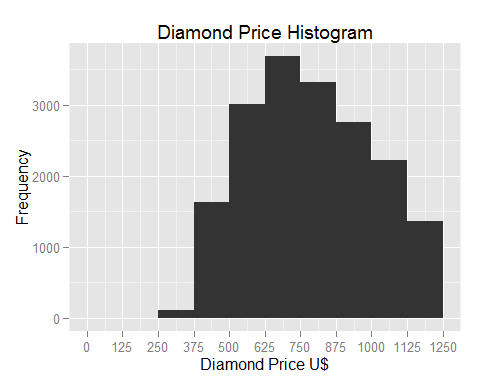 Diamond Price Histogram
Frequency
3000
2000
1000
0
0 125 250 375 500 625 750 875 1000 1125 1250
Diamond Price U$